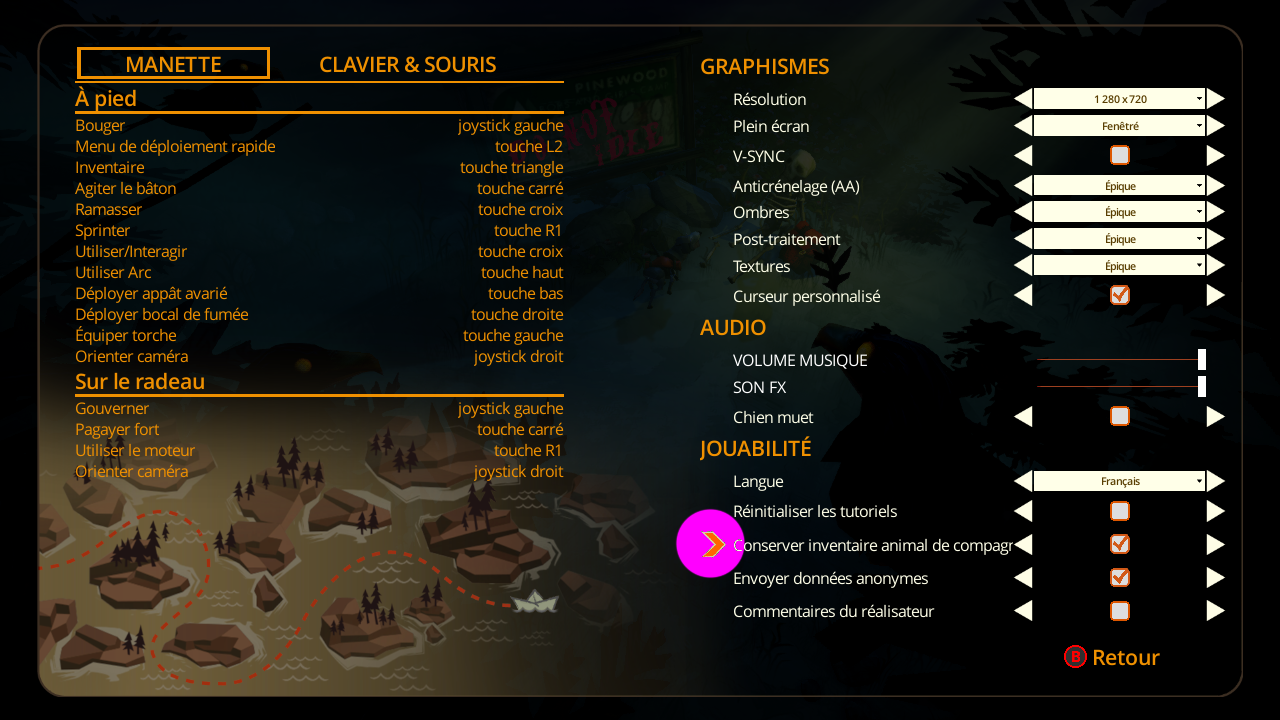 MANETTE
CLAVIER & SOURIS
À pied
Bouger joystick gauche
Menu de déploiement rapide touche L2
Inventaire touche triangle
Agiter le bâton touche carré
Ramasser touche croix
Sprinter touche R1
Utiliser/Interagir touche croix
Utiliser Arc touche haut
Déployer appât avarié touche bas
Déployer bocal de fumée touche droite
Équiper torche touche gauche
Orienter caméra joystick droit
Sur le radeau
Gouverner joystick gauche
Pagayer fort touche carré
Utiliser le moteur touche R1
Orienter caméra joystick droit
GRAPHISMES
Résolution 1 280 x 720
Plein écran Fenêtré
V-SYNC
Anticrénelage (AA) Épique
Ombres Épique
Post-traitement Épique
Textures Épique
Curseur personnalisé
AUDIO
VOLUME MUSIQUE
SON FX
Chien muet
JOUABILITÉ
Langue Français
Réinitialiser les tutoriels
Conserver inventaire animal de compagn
Envoyer données anonymes
Commentaires du réalisateur
B Retour
PINEWOOD